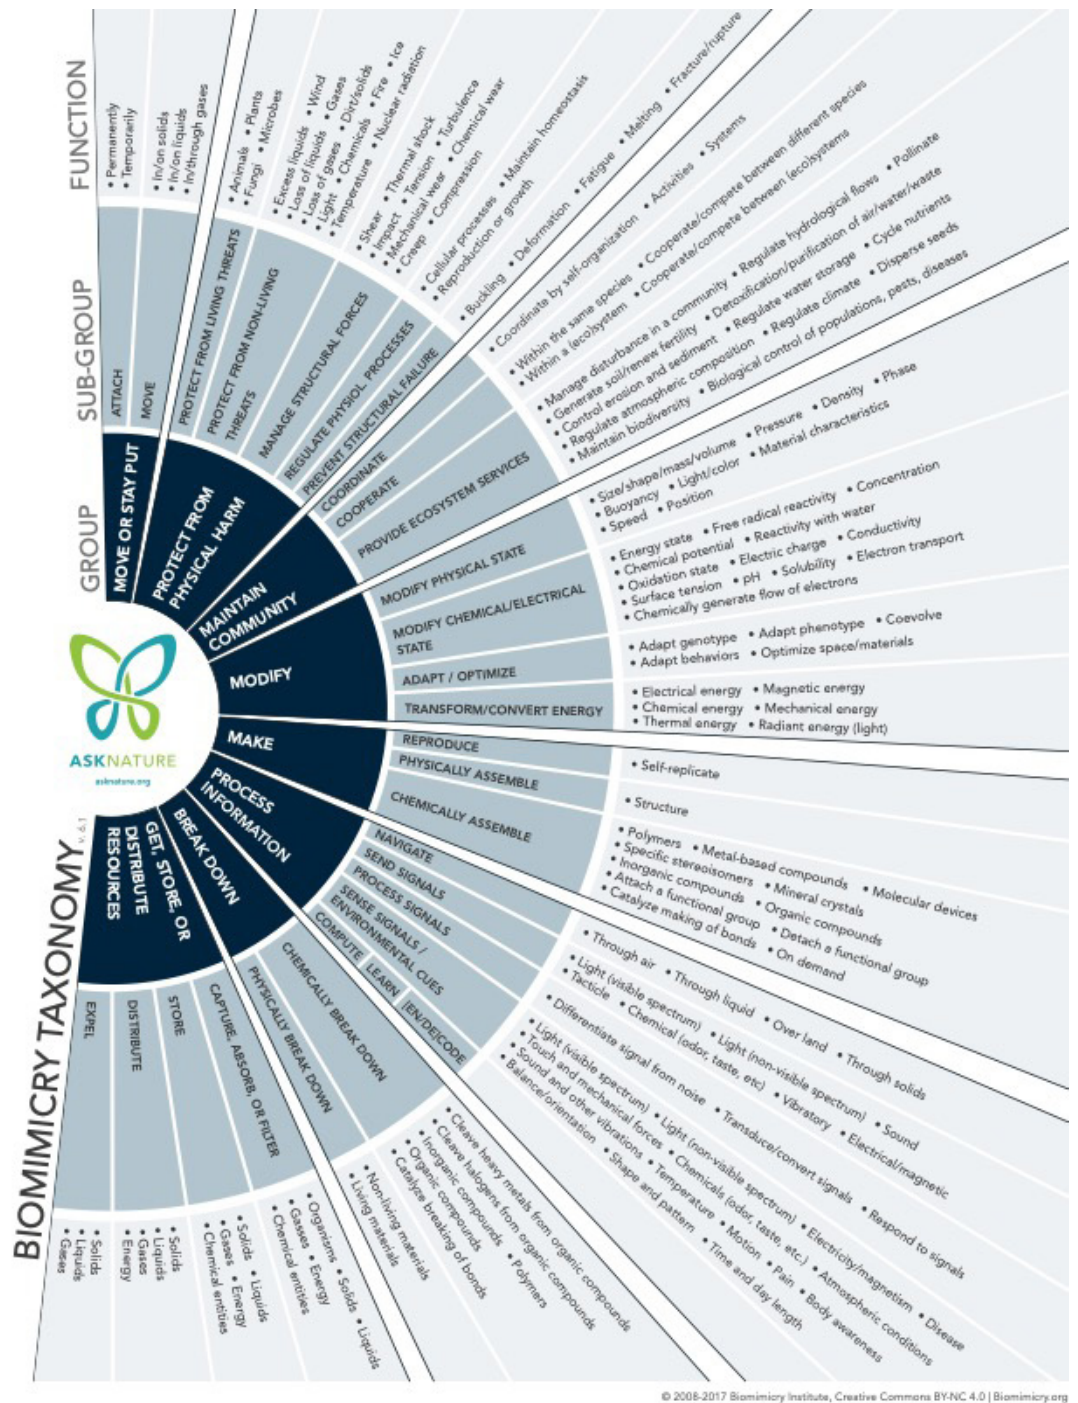 FUNCTION
SUB-GROUP
GROUP
MOVE OR STAY PUT
ATTACH
• Permanently
• Temporarily
MOVE
• In/on solids
• In/on liquids
• In/through gases
PROTECT FROM
PHYSICAL HARM
PROTECT FROM LIVING THREATS
• Animals • Plants
• Fungi • Microbes
PROTECT FROM NON-LIVING
THREATS
• Excess liquids • Wind
• Loss of liquids • Gases
• Loss of gases • Dirt/solids
• Light • Chemicals • Fire • Ice
• Temperature • Nuclear radiation
MANAGE STRUCTURAL FORCES
• Shear • Thermal shock
• Impact • Tension • Turbulence
• Mechanical wear • Chemical wear
• Creep • Compression
REGULATE PHYSIOL. PROCESSES
• Cellular processes • Maintain homeostasis
• Reproduction or growth
PREVENT STRUCTURAL FAILURE
• Buckling • Deformation • Fatigue • Melting • Fracture/rupture
MAINTAIN
COMMUNITY
COORDINATE
• Coordinate by self-organization • Activities • Systems
COOPERATE
• Within the same species • Cooperate/compete between different species
• Within a (eco)system • Cooperate/compete between (eco)systems
PROVIDE ECOSYSTEM SERVICES
• Manage disturbance in a community • Regulate hydrological flows • Pollinate
• Generate soil/renew fertility • Detoxification/purification of air/water/waste
• Control erosion and sediment • Regulate water storage • Cycle nutrients
• Regulate atmospheric composition • Regulate climate • Disperse seeds
• Maintain biodiversity • Biological control of populations, pests, diseases
MODIFY
MODIFY PHYSICAL STATE
• Size/shape/mass/volume • Pressure • Density • Phase
• Buoyancy • Light/color • Material characteristics
• Speed • Position
MODIFY CHEMICAL/ELECTRICAL
STATE
• Energy state • Free radical reactivity • Concentration
• Chemical potential • Reactivity with water
• Oxidation state • Electric charge • Conductivity
• Surface tension • pH • Solubility • Electron transport
• Chemically generate flow of electrons
ADAPT / OPTIMIZE
• Adapt genotype • Adapt phenotype • Coevolve
• Adapt behaviors • Optimize space/materials
TRANSFORM/CONVERT ENERGY
• Electrical energy • Magnetic energy
• Chemical energy • Mechanical energy
• Thermal energy • Radiant energy (light)
MAKE
REPRODUCE
• Self-replicate
PHYSICALLY ASSEMBLE
• Structure
CHEMICALLY ASSEMBLE
• Polymers • Metal-based compounds • Molecular devices
• Specific stereoisomers • Mineral crystals
• Inorganic compounds • Organic compounds
• Attach a functional group • Detach a functional group
• Catalyze making of bonds • On demand
PROCESS
INFORMATION
NAVIGATE
• Through air • Through liquid • Over land • Through solids
SEND SIGNALS
• Light (visible spectrum) • Light (non-visible spectrum) • Sound
• Tacticle • Chemical (odor, taste, etc) • Vibratory • Electrical/magnetic
PROCESS SIGNALS
• Differentiate signal from noise • Transduce/convert signals • Respond to signals
SENSE SIGNALS /
ENVIRONMENTAL CUES
• Light (visible spectrum) • Light (non-visible spectrum) • Electricity/magnetism • Disease
• Touch and mechanical forces • Chemicals (odor, taste, etc.) • Atmospheric conditions
• Sound and other vibrations • Temperature • Motion • Pain • Body awareness
• Balance/orientation • Shape and pattern • Time and day length
COMPUTE
LEARN
(EN/DE)CODE
BREAK DOWN
CHEMICALLY BREAK DOWN
• Cleave heavy metals from organic compounds
• Cleave halogens from organic compounds
• Inorganic compounds • Polymers
• Organic compounds
• Catalyze breaking of bonds
PHYSICALLY BREAK DOWN
• Non-living materials
• Living materials
GET, STORE, OR
DISTRIBUTE
RESOURCES
CAPTURE, ABSORB, OR FILTER
• Organisms • Solids • Liquids
• Gasses • Energy
• Chemical entities
STORE
• Solids • Liquids
• Gases • Energy
• Chemical entities
DISTRIBUTE
• Solids
• Liquids
• Gases
• Energy
EXPEL
• Solids
• Liquids
Gases
ASKNATURE
asknature.org
BIOMIMICRY TAXONOMY
v. 6.1
© 2008-2017 Biomimicry Institute, Creative Commons BY-NC 4.0 | Biomimicry.org